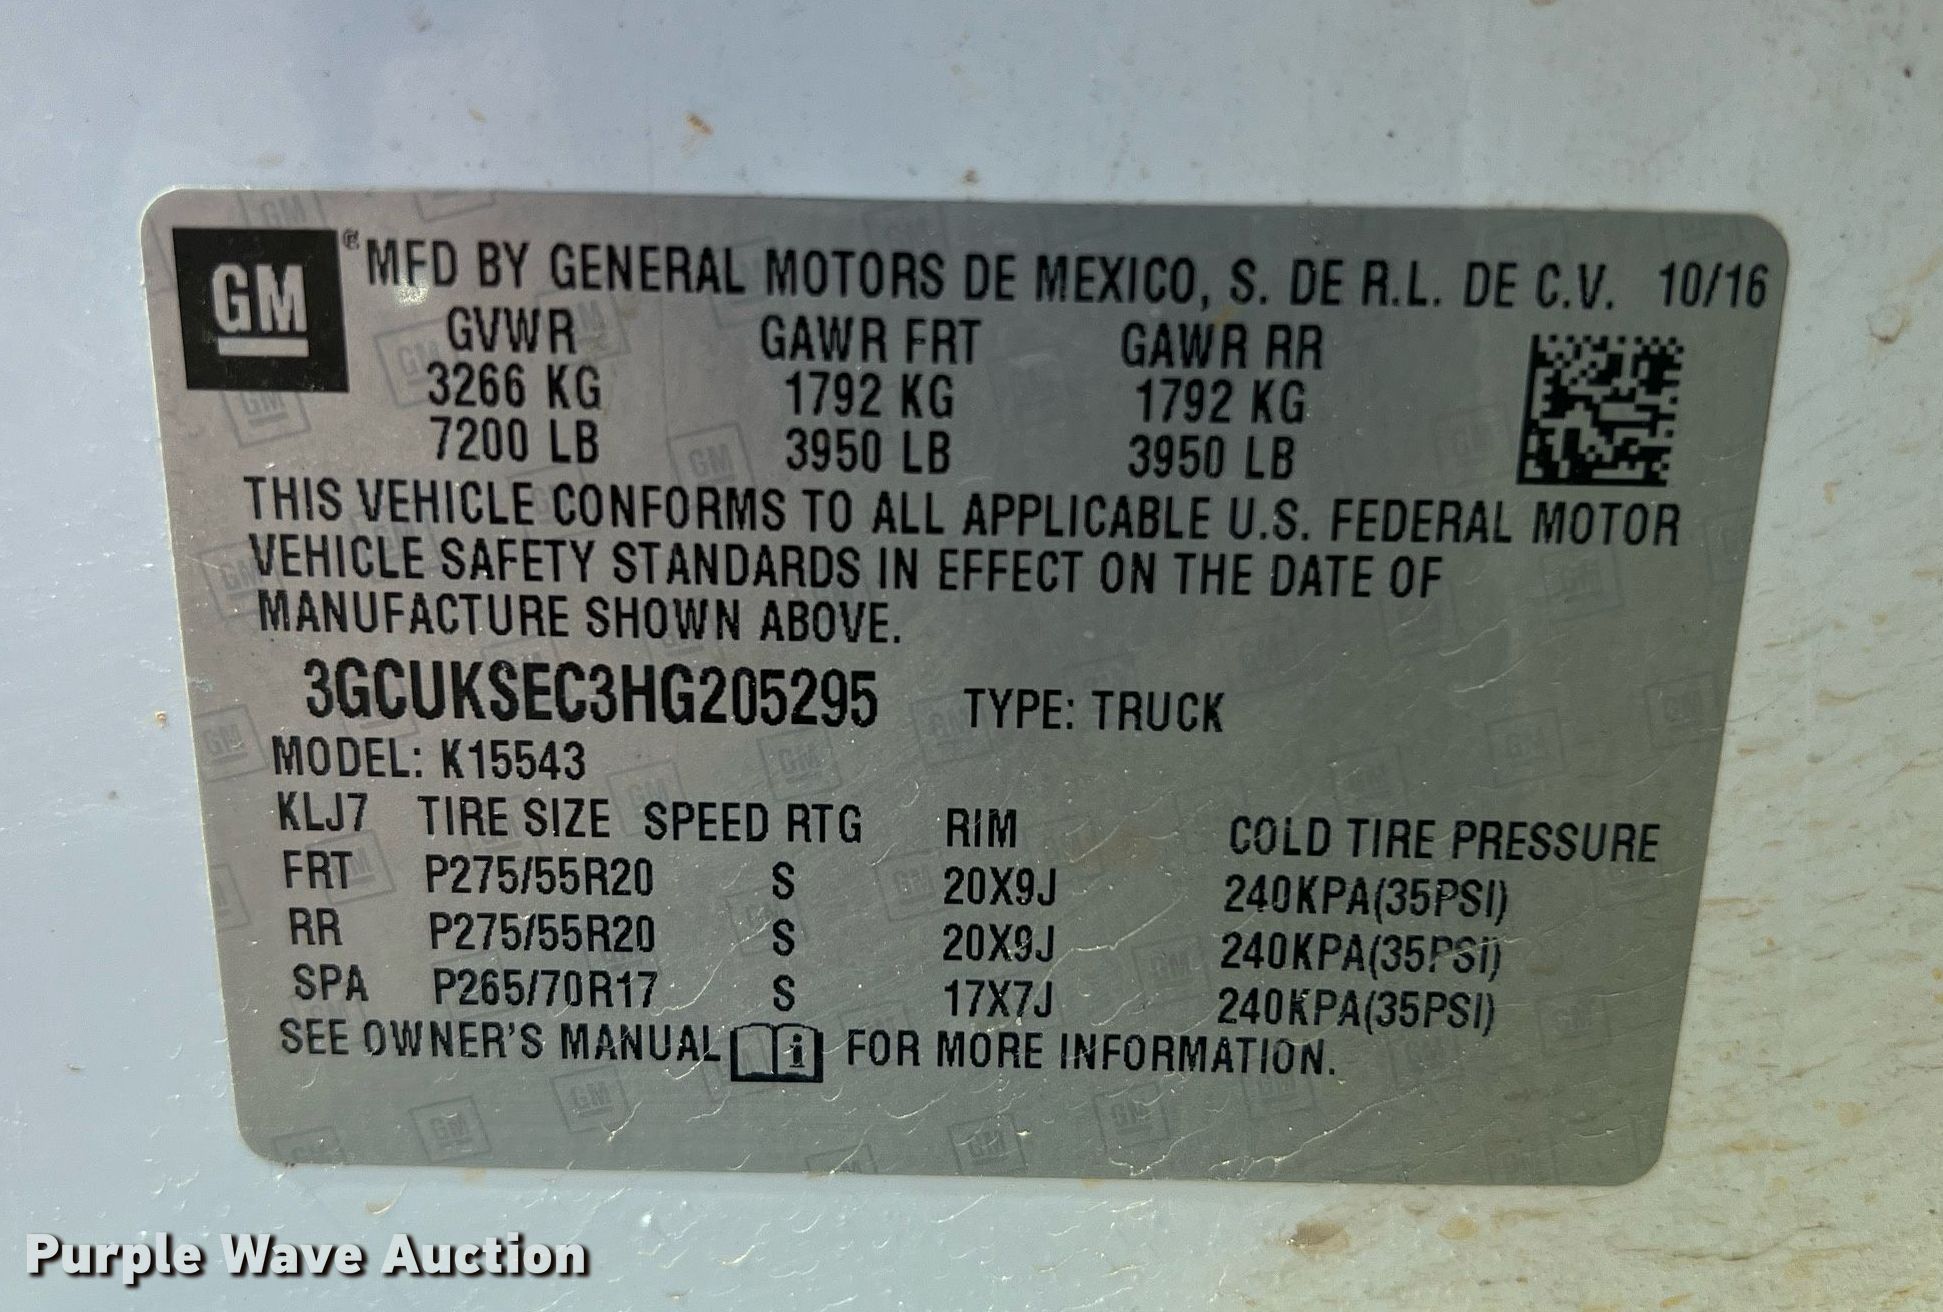 GM
® MFD BY GENERAL MOTORS DE MEXICO, S. DE R.L. DE C.V. 10/16
GVWR GAWR FRT GAWR RR
3266 KG 1792 KG 1792 KG
7200 LB 3950 LB 3950 LB
THIS VEHICLE CONFORMS TO ALL APPLICABLE U.S. FEDERAL MOTOR
VEHICLE SAFETY STANDARDS IN EFFECT ON THE DATE OF
MANUFACTURE SHOWN ABOVE.
3GCUKSEC3HG205295 TYPE: TRUCK
MODEL: K15543
KLJ7 TIRE SIZE SPEED RTG RIM COLD TIRE PRESSURE
FRT P275/55R20 S 20X9J 240KPA(35PSI)
RR P275/55R20 S 20X9J 240KPA(35PSI)
SPA P265/70R17 S 17X7J 240KPA(35PSI)
SEE OWNER'S MANUAL i FOR MORE INFORMATION.
Purple Wave Auction